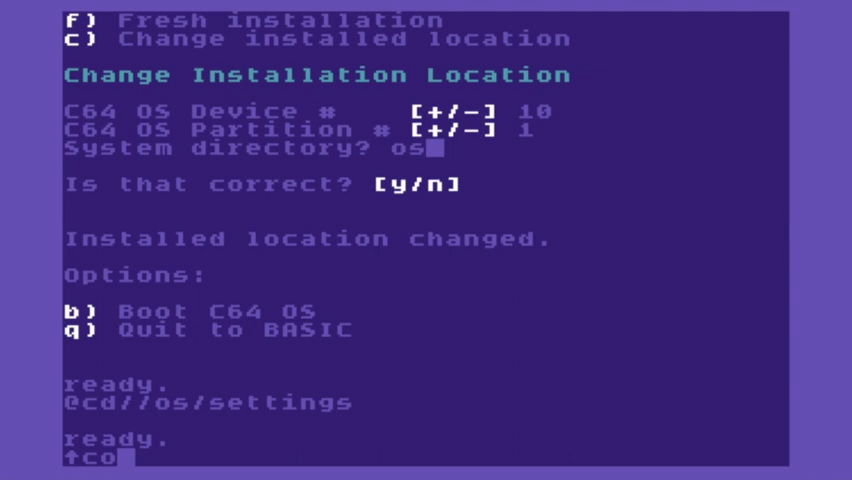 f) Fresh installation
c) Change installed location
Change Installation Location
C64 OS Device # [+/-] 10
C64 OS Partition # [+/-] 1
System directory? os
Is that correct? [y/n]
Installed location changed.
Options:
b) Boot C64 OS
q) Quit to BASIC
ready.
@cd//os/settings
ready.
↑co